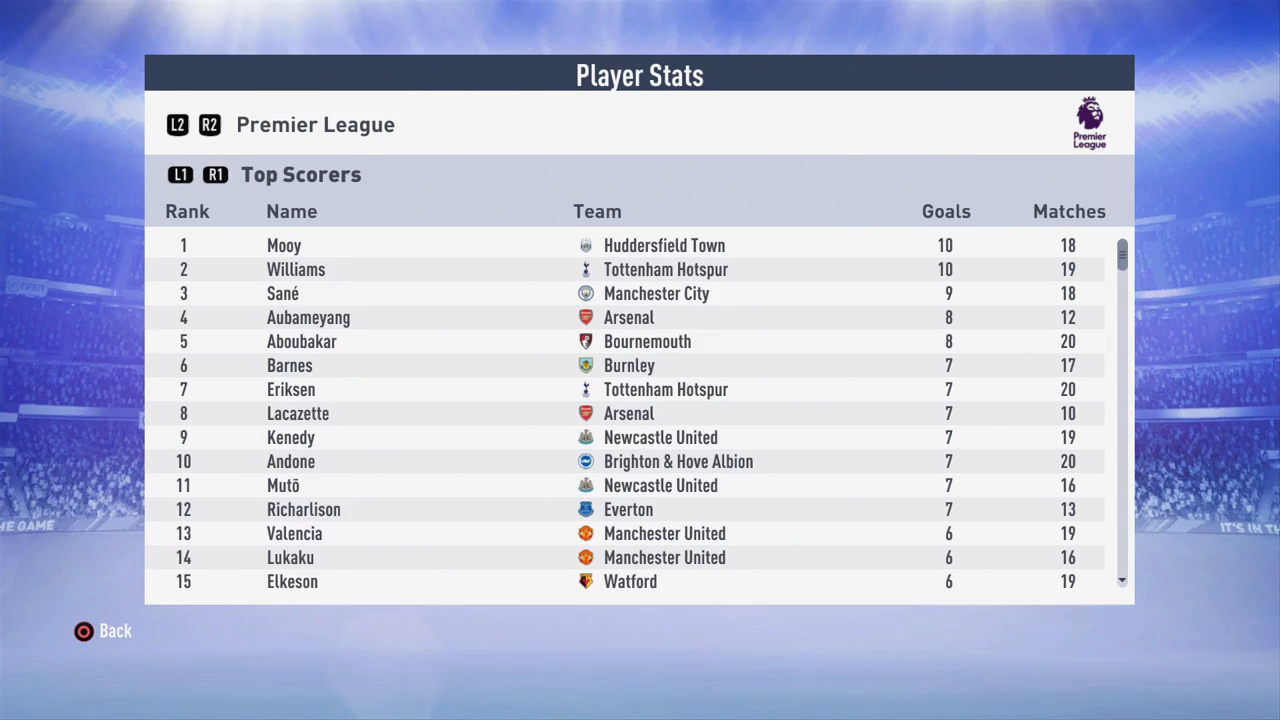 Player Stats
L2 R2 Premier League
Premier League
L1 R1 Top Scorers
Rank Name Team Goals Matches
1 Mooy Huddersfield Town 10 18
2 Williams Tottenham Hotspur 10 19
3 Sané Manchester City 9 18
4 Aubameyang Arsenal 8 12
5 Aboubakar Bournemouth 8 20
6 Barnes Burnley 7 17
7 Eriksen Tottenham Hotspur 7 20
8 Lacazette Arsenal 7 10
9 Kenedy Newcastle United 7 19
10 Andone Brighton & Hove Albion 7 20
11 Mutō Newcastle United 7 16
12 Richarlison Everton 7 13
13 Valencia Manchester United 6 19
14 Lukaku Manchester United 6 16
15 Elkeson Watford 6 19
FIFA19
HE GAME
IT'S IN T
Back